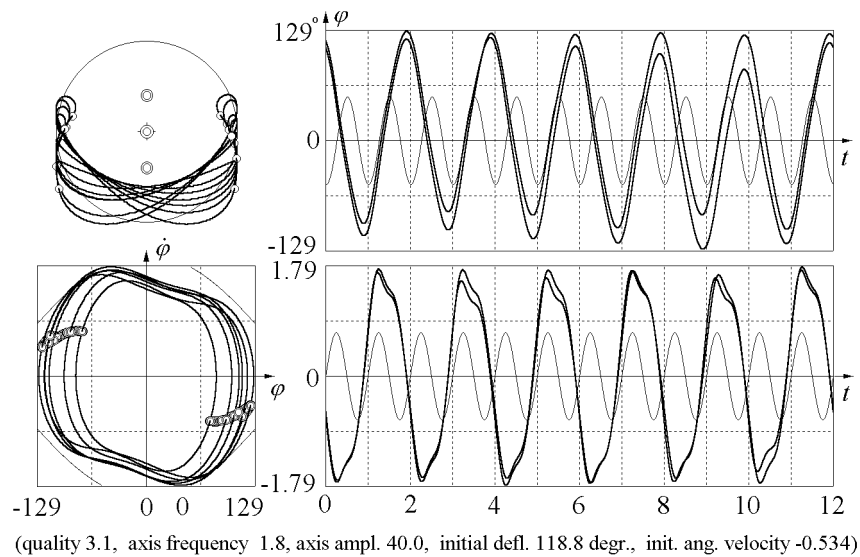 129° φ
0 t
-129
φ̇
1.79
0 φ t
-1.79
-129 0 0 129 0 2 4 6 8 10 12
(quality 3.1, axis frequency 1.8, axis ampl. 40.0, initial defl. 118.8 degr., init. ang. velocity -0.534)